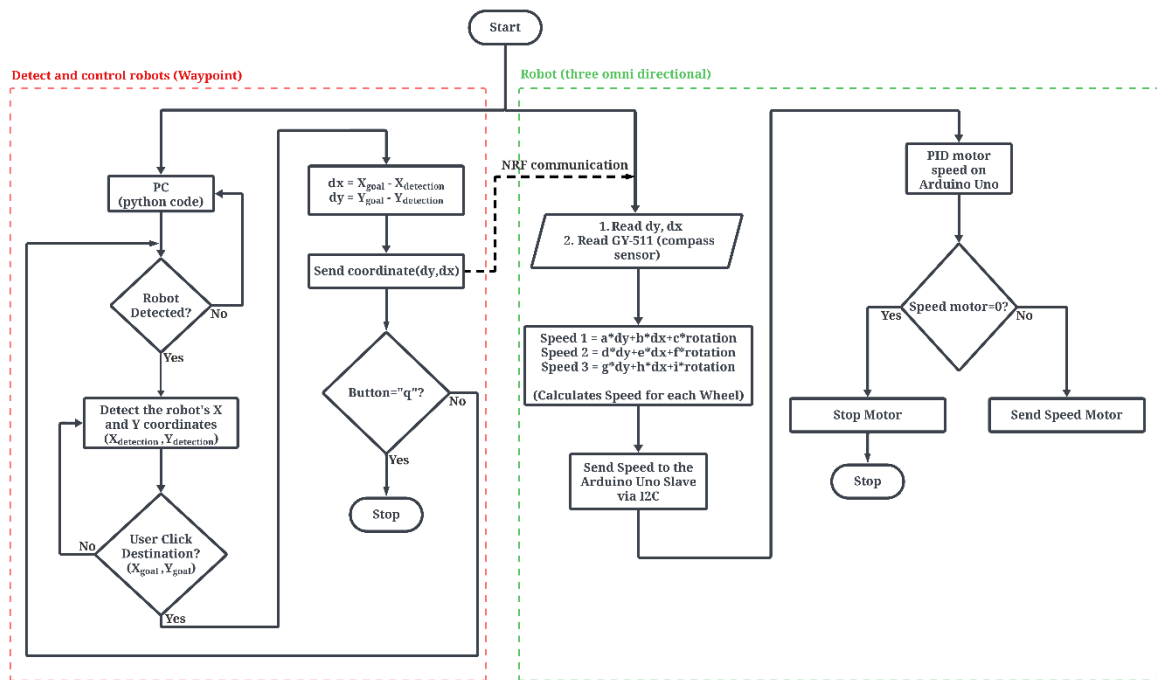 Start
Detect and control robots (Waypoint)
PC
(python code)
Robot
Detected?
No
Yes
Detect the robot's X
and Y coordinates
(Xdetection,Ydetection)
User Click
Destination?
(Xgoal,Ygoal)
No
Yes
dx = Xgoal - Xdetection
dy = Ygoal - Ydetection
Send coordinate(dy,dx)
Button="q"?
No
Yes
Stop
NRF communication
Robot (three omni directional)
1. Read dy, dx
2. Read GY-511 (compass
sensor)
Speed 1 = a*dy+b*dx+c*rotation
Speed 2 = d*dy+e*dx+f*rotation
Speed 3 = g*dy+h*dx+i*rotation
(Calculates Speed for each Wheel)
Send Speed to the
Arduino Uno Slave
via I2C
PID motor
speed on
Arduino Uno
Speed motor=0?
Yes
No
Stop Motor
Send Speed Motor
Stop